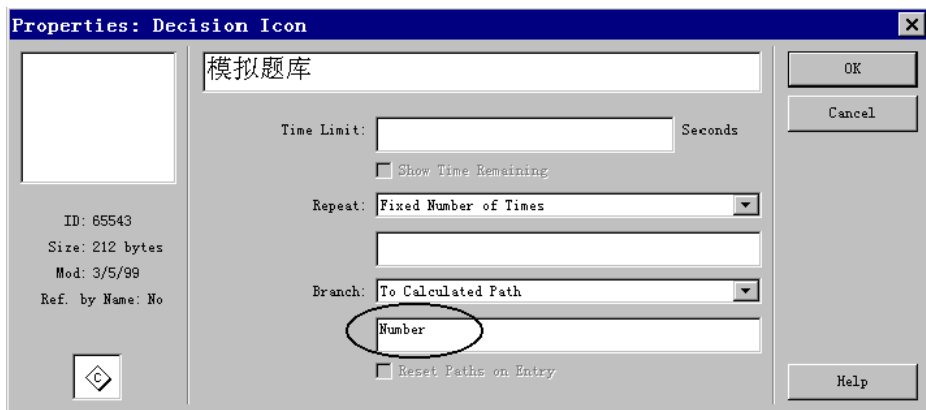 Properties: Decision Icon
模拟题库
OK
Time Limit: Seconds
Cancel
Show Time Remaining
Repeat: Fixed Number of Times
ID: 65543
Size: 212 bytes
Mod: 3/5/99
Ref. by Name: No
Branch: To Calculated Path
Number
C
Reset Paths on Entry
Help